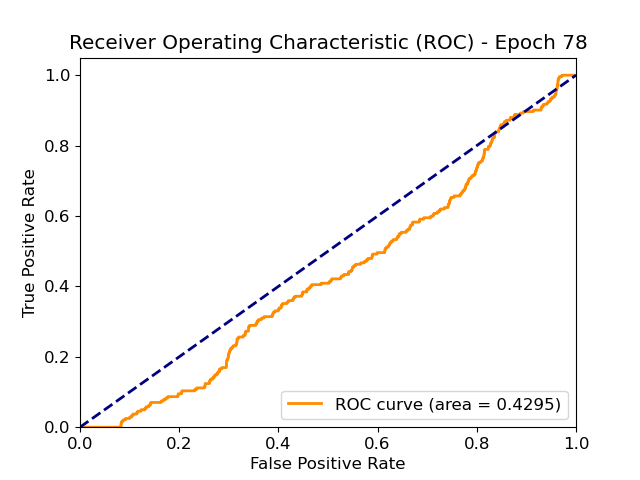 Receiver Operating Characteristic (ROC) - Epoch 78
True Positive Rate
1.0
0.8
0.6
0.4
0.2
0.0
ROC curve (area = 0.4295)
0.0 0.2 0.4 0.6 0.8 1.0
False Positive Rate